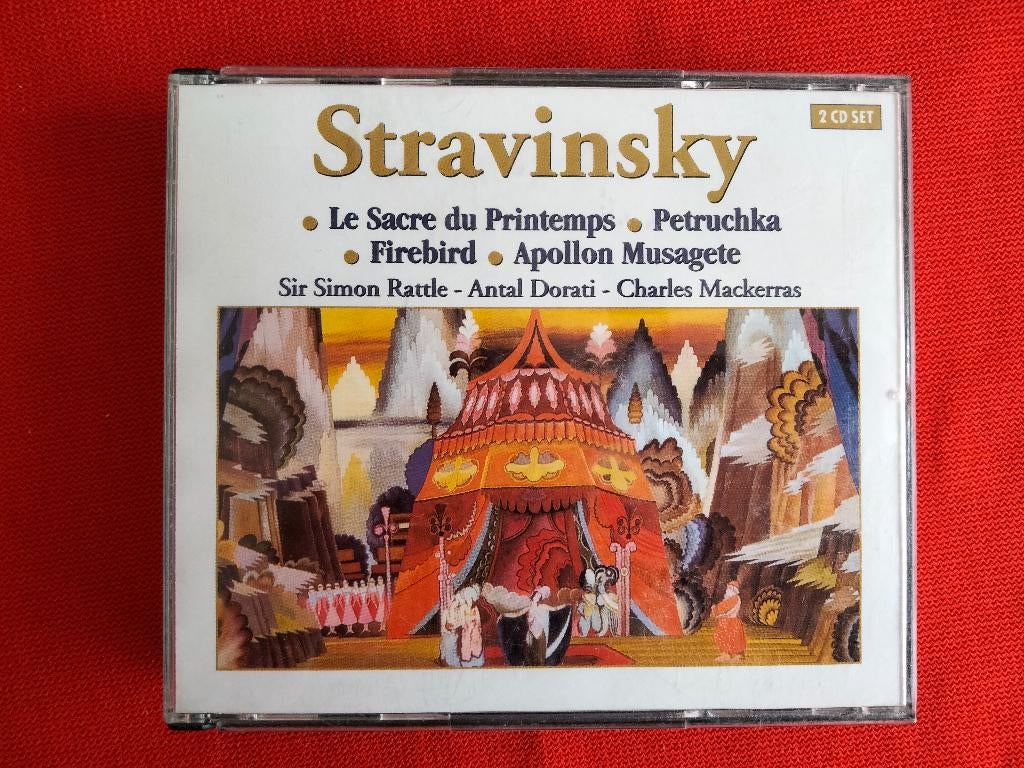 Stravinsky
2 CD SET
• Le Sacre du Printemps • Petruchka
• Firebird • Apollon Musagete
Sir Simon Rattle - Antal Dorati - Charles Mackerras